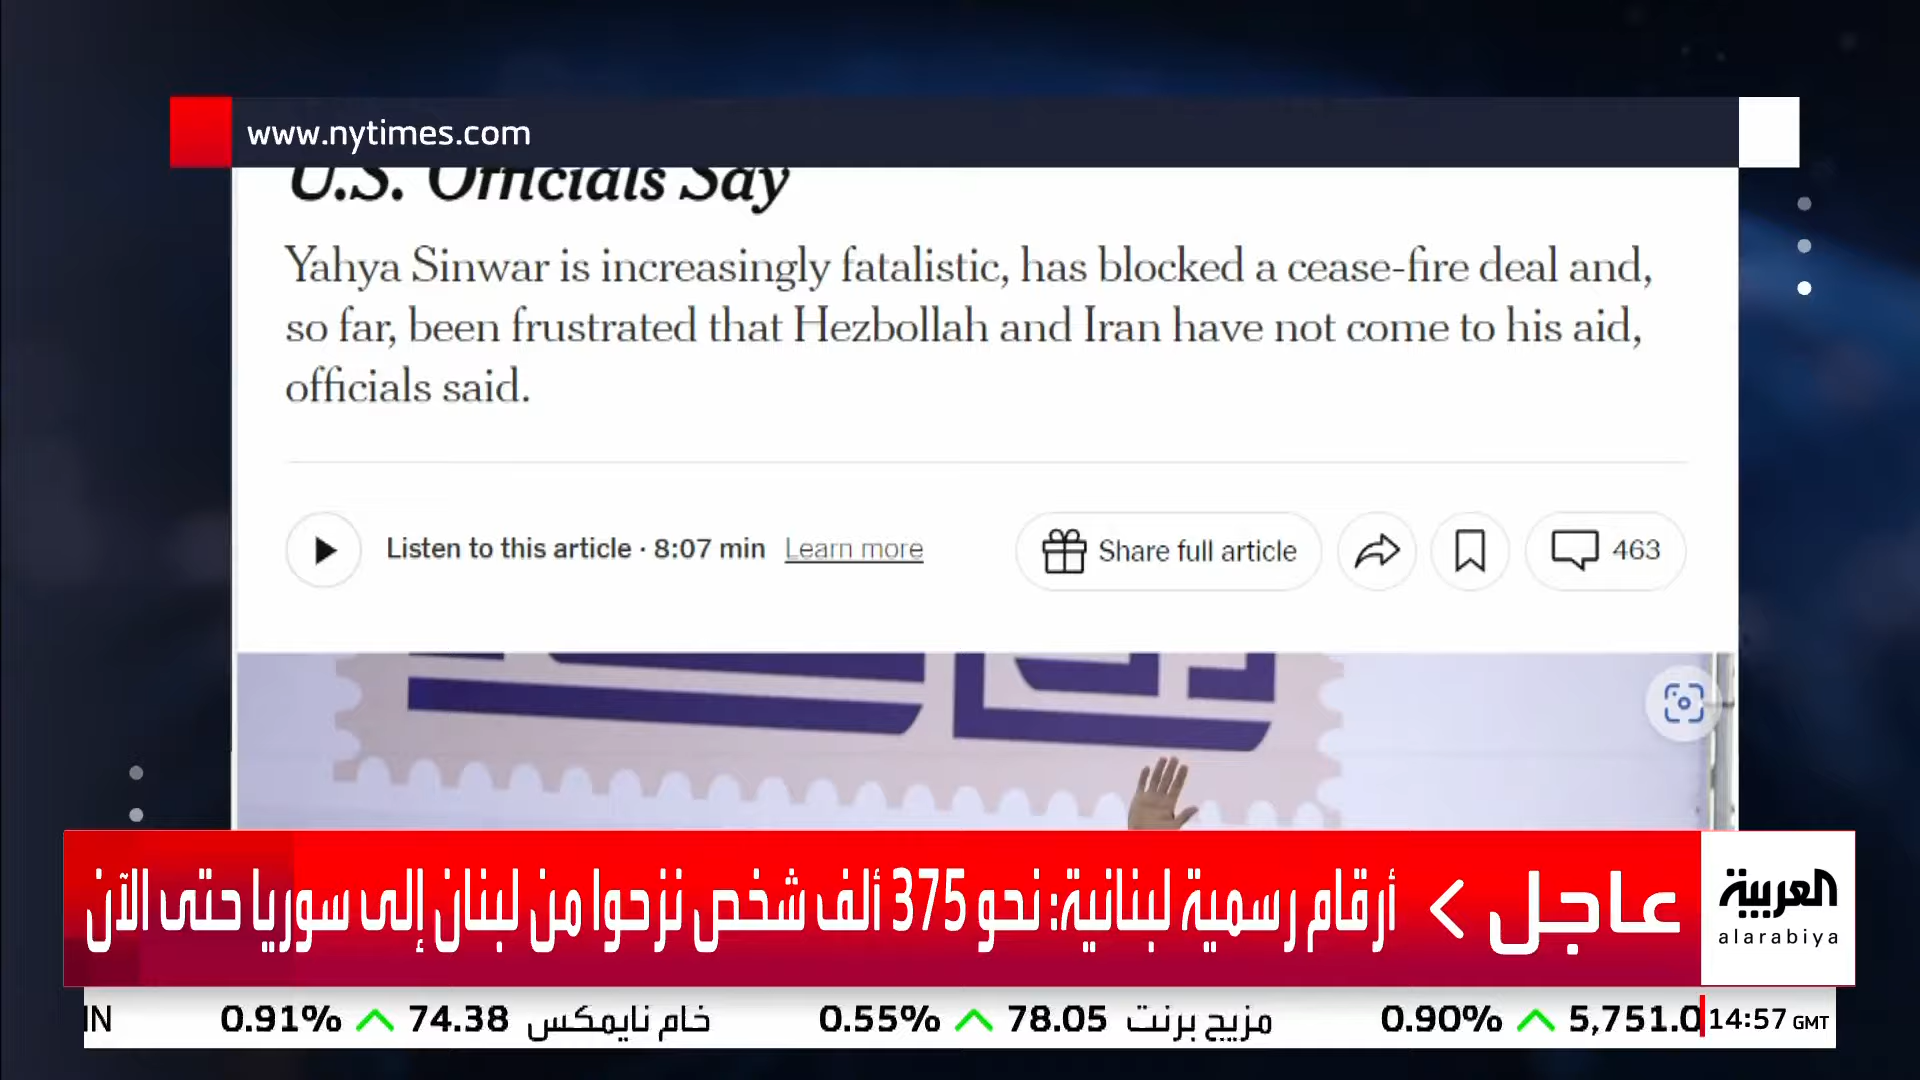 www.nytimes.com
U.S. Officials Say
Yahya Sinwar is increasingly fatalistic, has blocked a cease-fire deal and,
so far, been frustrated that Hezbollah and Iran have not come to his aid,
officials said.
Listen to this article · 8:07 min Learn more
Share full article
463
عاجل > أرقام رسمية لبنانية: نحو 375 ألف شخص نزحوا من لبنان إلى سوريا حتى الآن
العربية
alarabiya
5,751.0 0.90% مزيج برنت 78.05 0.55% خام نايمكس 74.38 0.91% IN
14:57 GMT